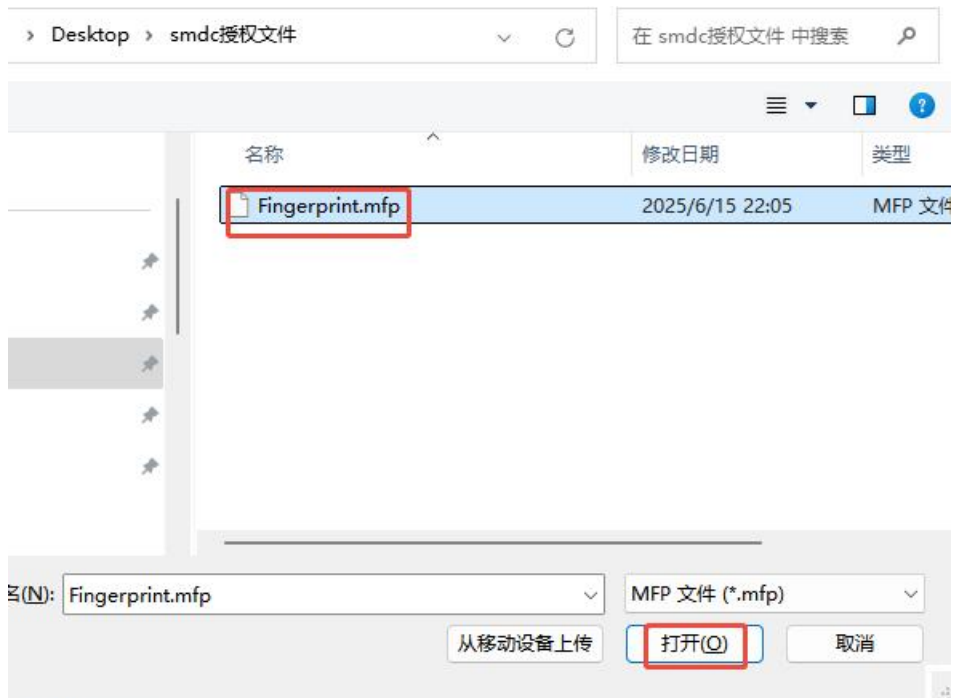 › Desktop › smdc授权文件
在 smdc授权文件 中搜索
名称 修改日期 类型
Fingerprint.mfp 2025/6/15 22:05 MFP 文件
名(N): Fingerprint.mfp MFP 文件 (*.mfp)
从移动设备上传 打开(O) 取消